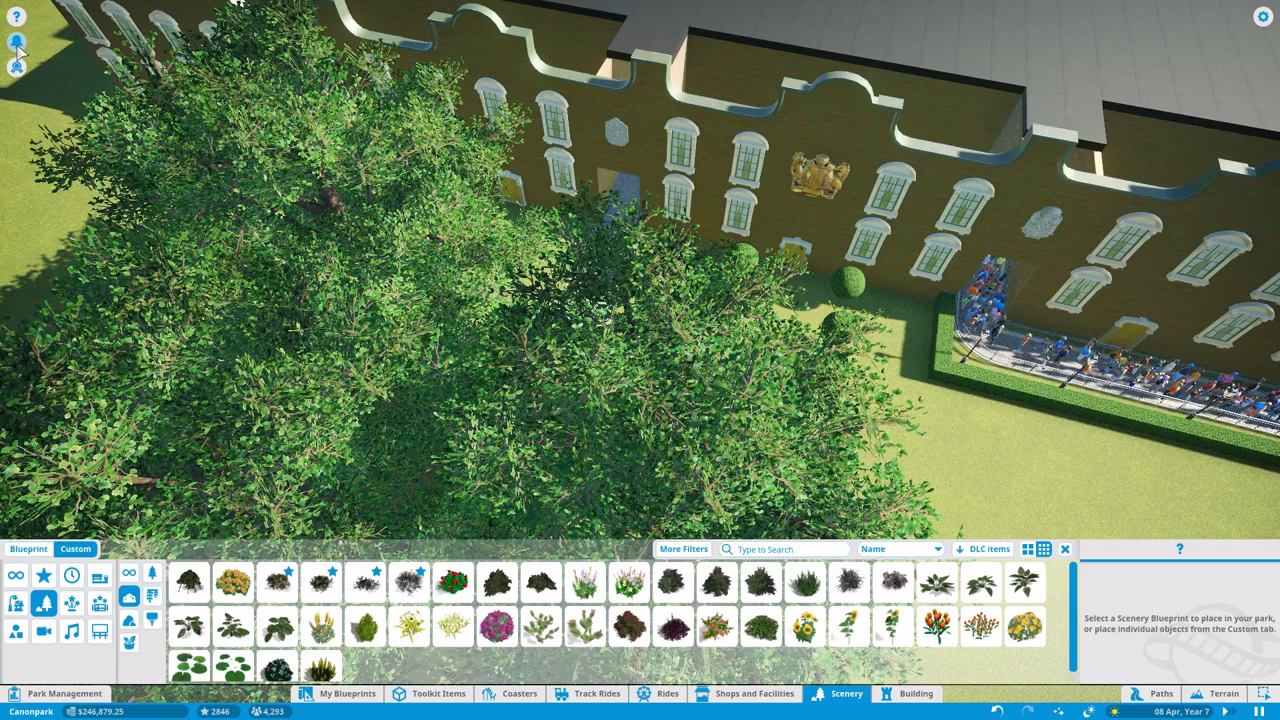 ?
Blueprint Custom More Filters Type to Search Name DLC items ?
Select a Scenery Blueprint to place in your park,
or place individual objects from the Custom tab.
Park Management My Blueprints Toolkit Items Coasters Track Rides Rides Shops and Facilities Scenery Building Paths Terrain
Canonpark $246,879.25 2846 4,293 08 Apr, Year 7